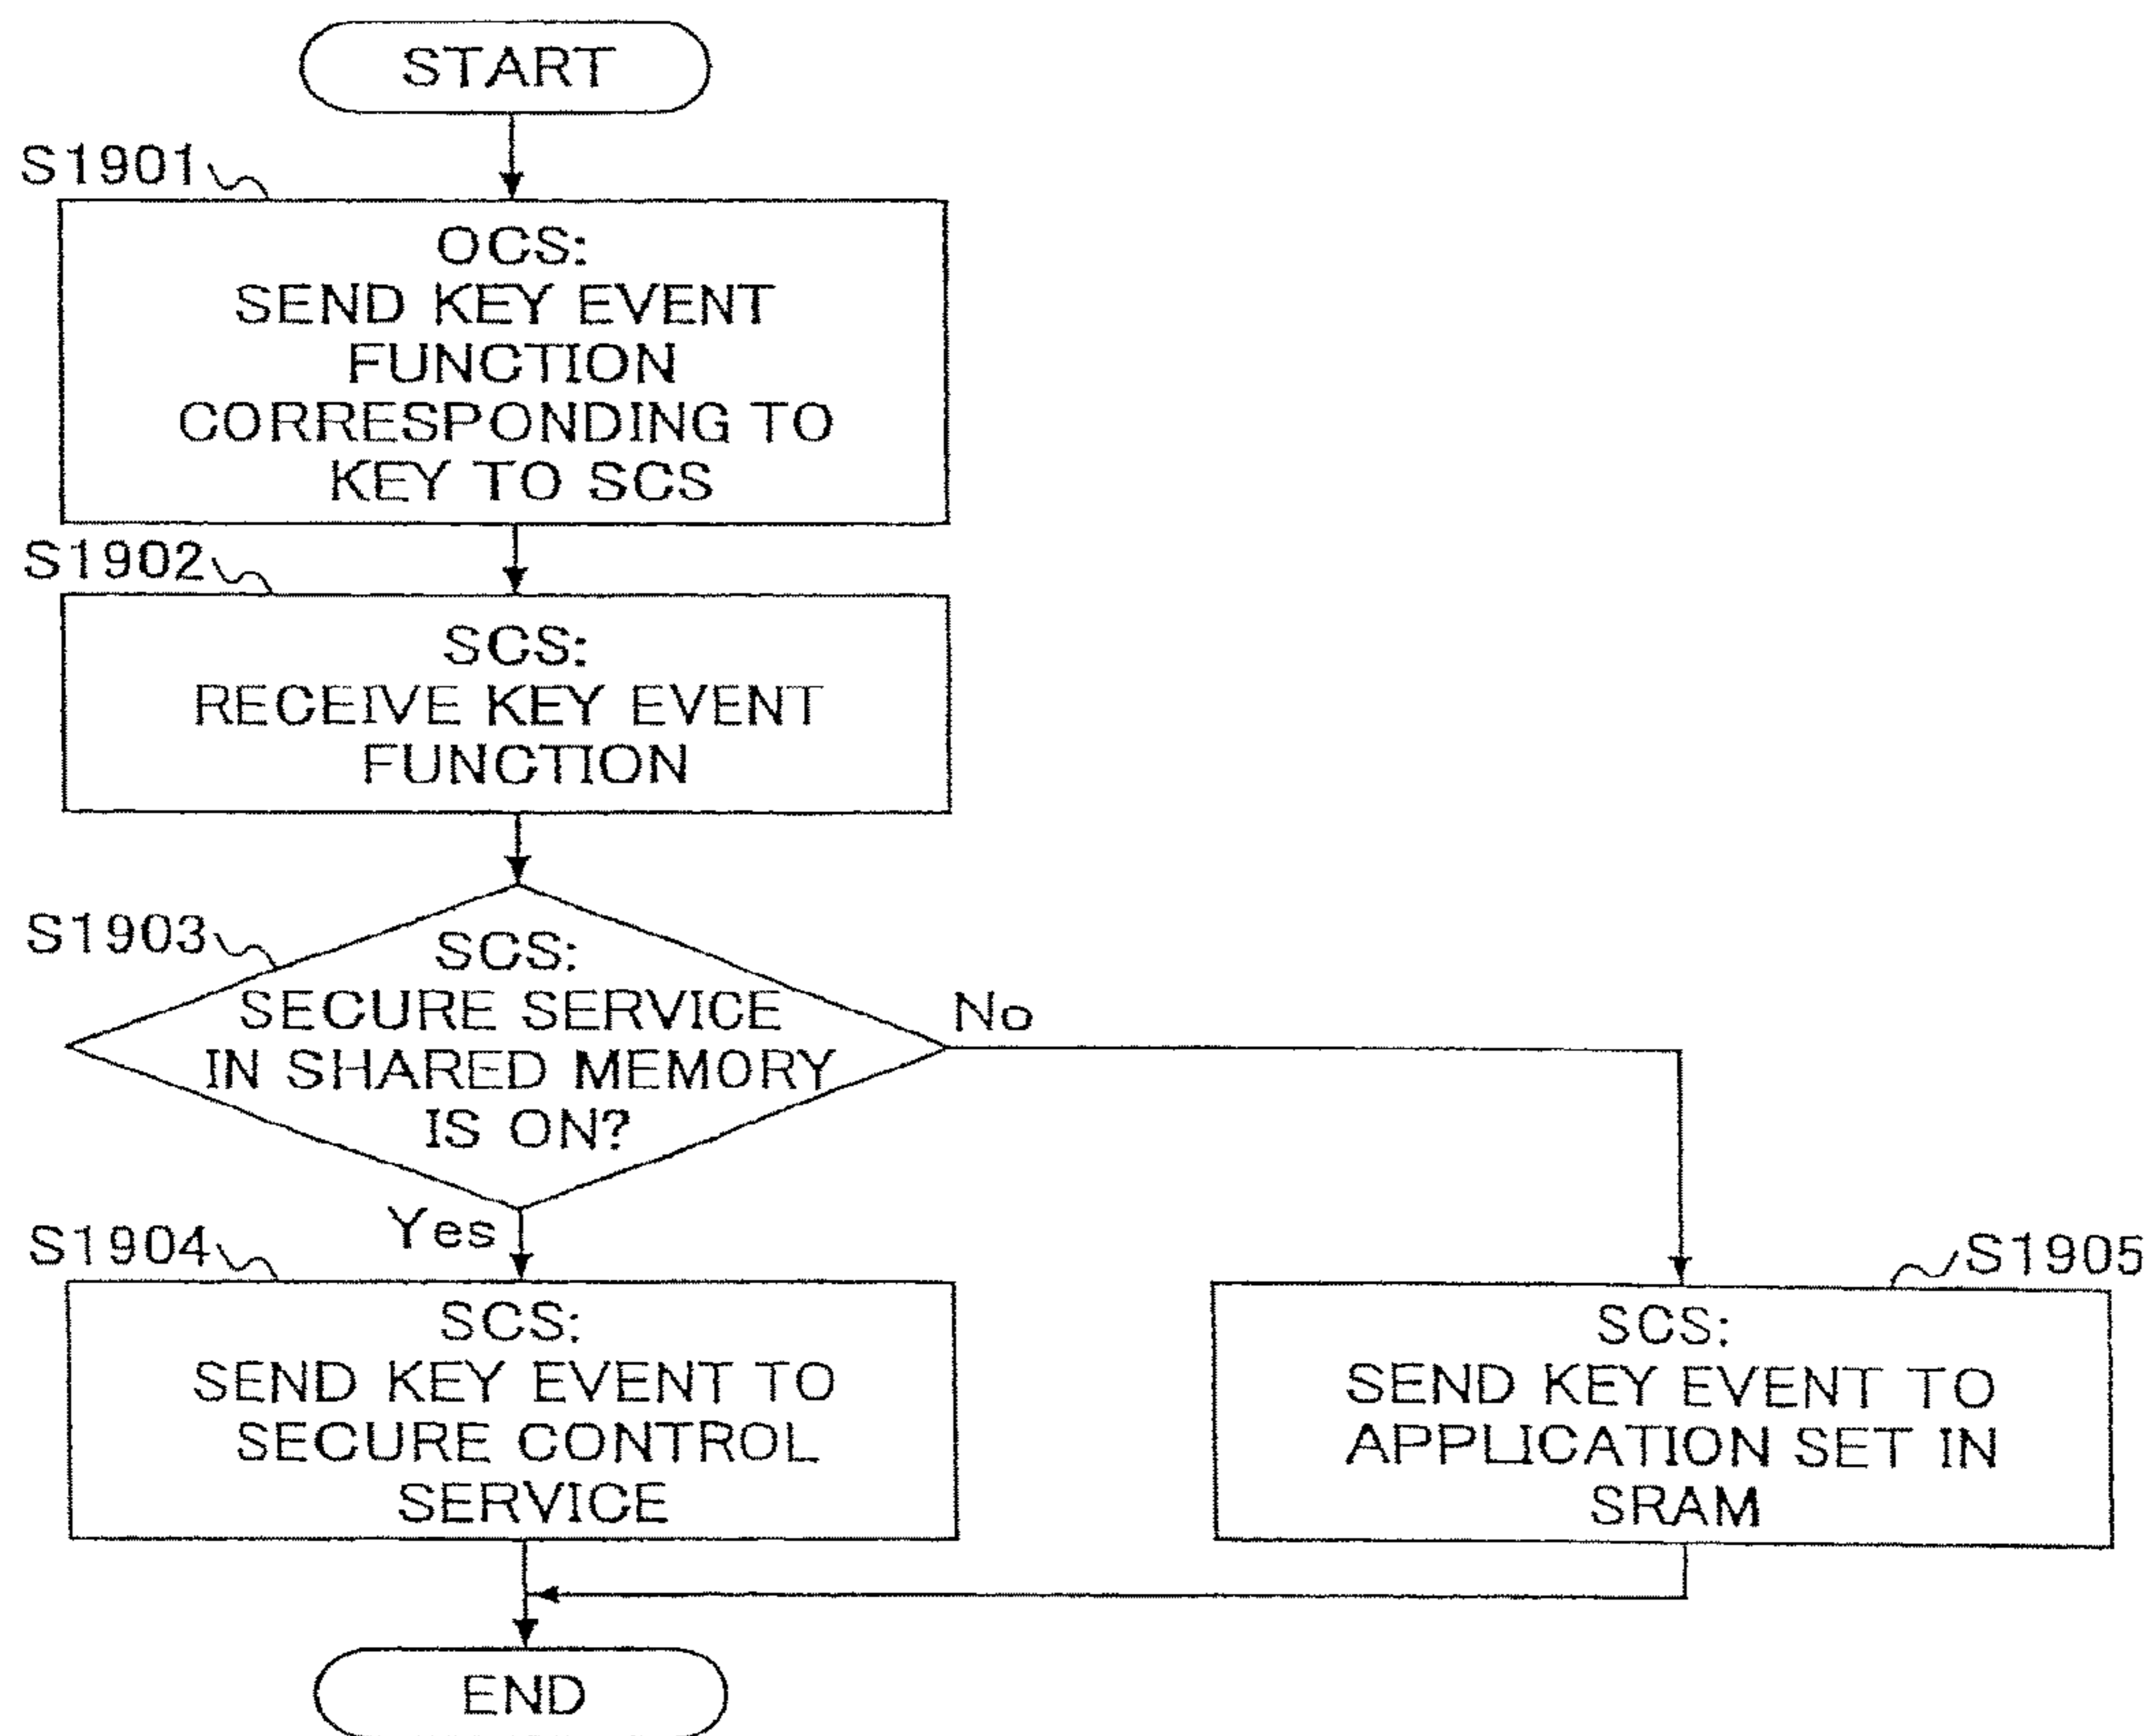 START
S1901
OCS:
SEND KEY EVENT
FUNCTION
CORRESPONDING TO
KEY TO SCS
S1902
SCS:
RECEIVE KEY EVENT
FUNCTION
S1903
SCS:
SECURE SERVICE
IN SHARED MEMORY
IS ON?
No
Yes
S1904
SCS:
SEND KEY EVENT TO
SECURE CONTROL
SERVICE
S1905
SCS:
SEND KEY EVENT TO
APPLICATION SET IN
SRAM
END